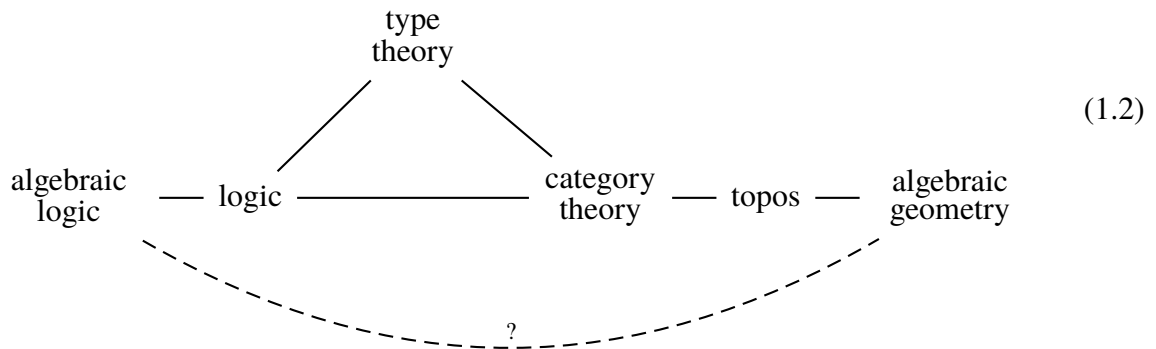 type
theory
(1.2)
algebraic
logic
logic
category
theory
topos
algebraic
geometry
?